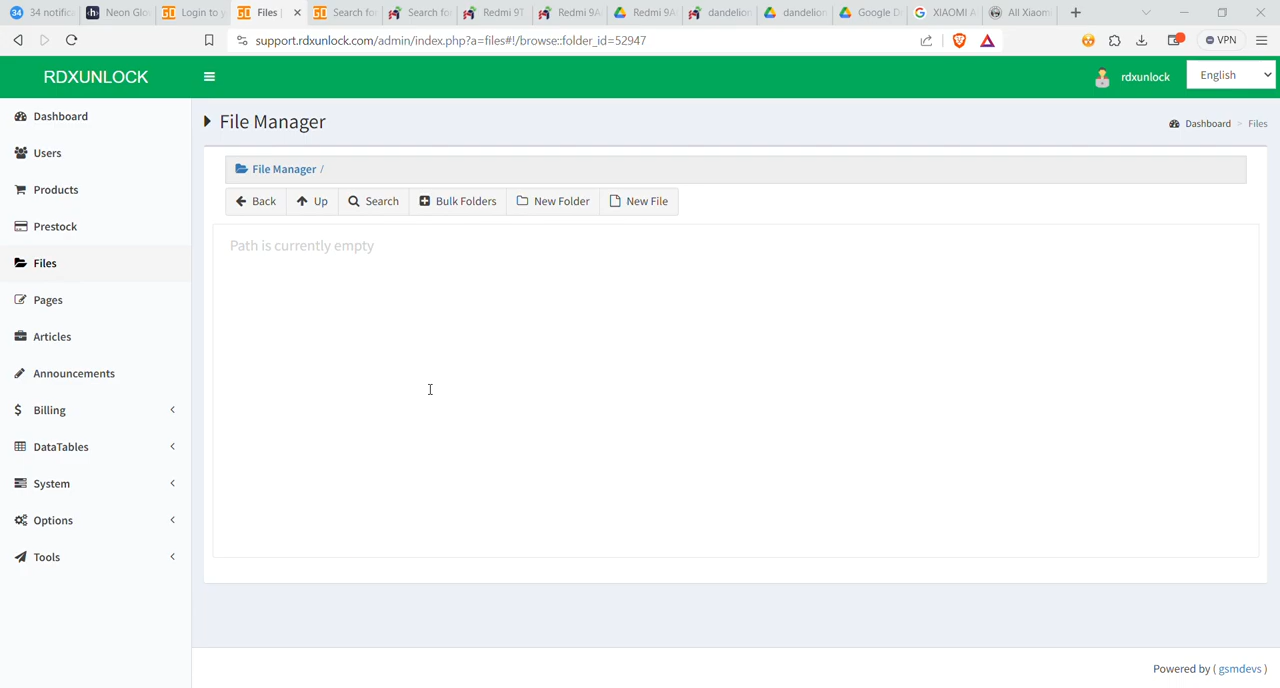 34 notific
Neon Glo
Login to y
Files |
Search fo
Search fo
Redmi 9T
Redmi 9A
Redmi 9A
dandelion
dandelion
Google D
XIAOMI A
All Xiaom
support.rdxunlock.com/admin/index.php?a=files#!/browse::folder_id=52947
VPN
RDXUNLOCK
rdxunlock
English
Dashboard
Users
Products
Prestock
Files
Pages
Articles
Announcements
Billing
DataTables
System
Options
Tools
File Manager
Dashboard > Files
File Manager /
Back
Up
Search
Bulk Folders
New Folder
New File
Path is currently empty
Powered by ( gsmdevs )